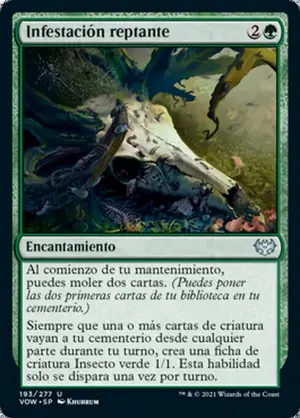 Infestación reptante 2
Encantamiento
Al comienzo de tu mantenimiento,
puedes moler dos cartas. (Puedes poner
las dos primeras cartas de tu biblioteca en
tu cementerio.)
Siempre que una o más cartas de criatura
vayan a tu cementerio desde cualquier
parte durante tu turno, crea una ficha de
criatura Insecto verde 1/1. Esta habilidad
solo se dispara una vez por turno.
193/277 U
VOW • SP KHURRUM
™ & © 2021 Wizards of the Coast